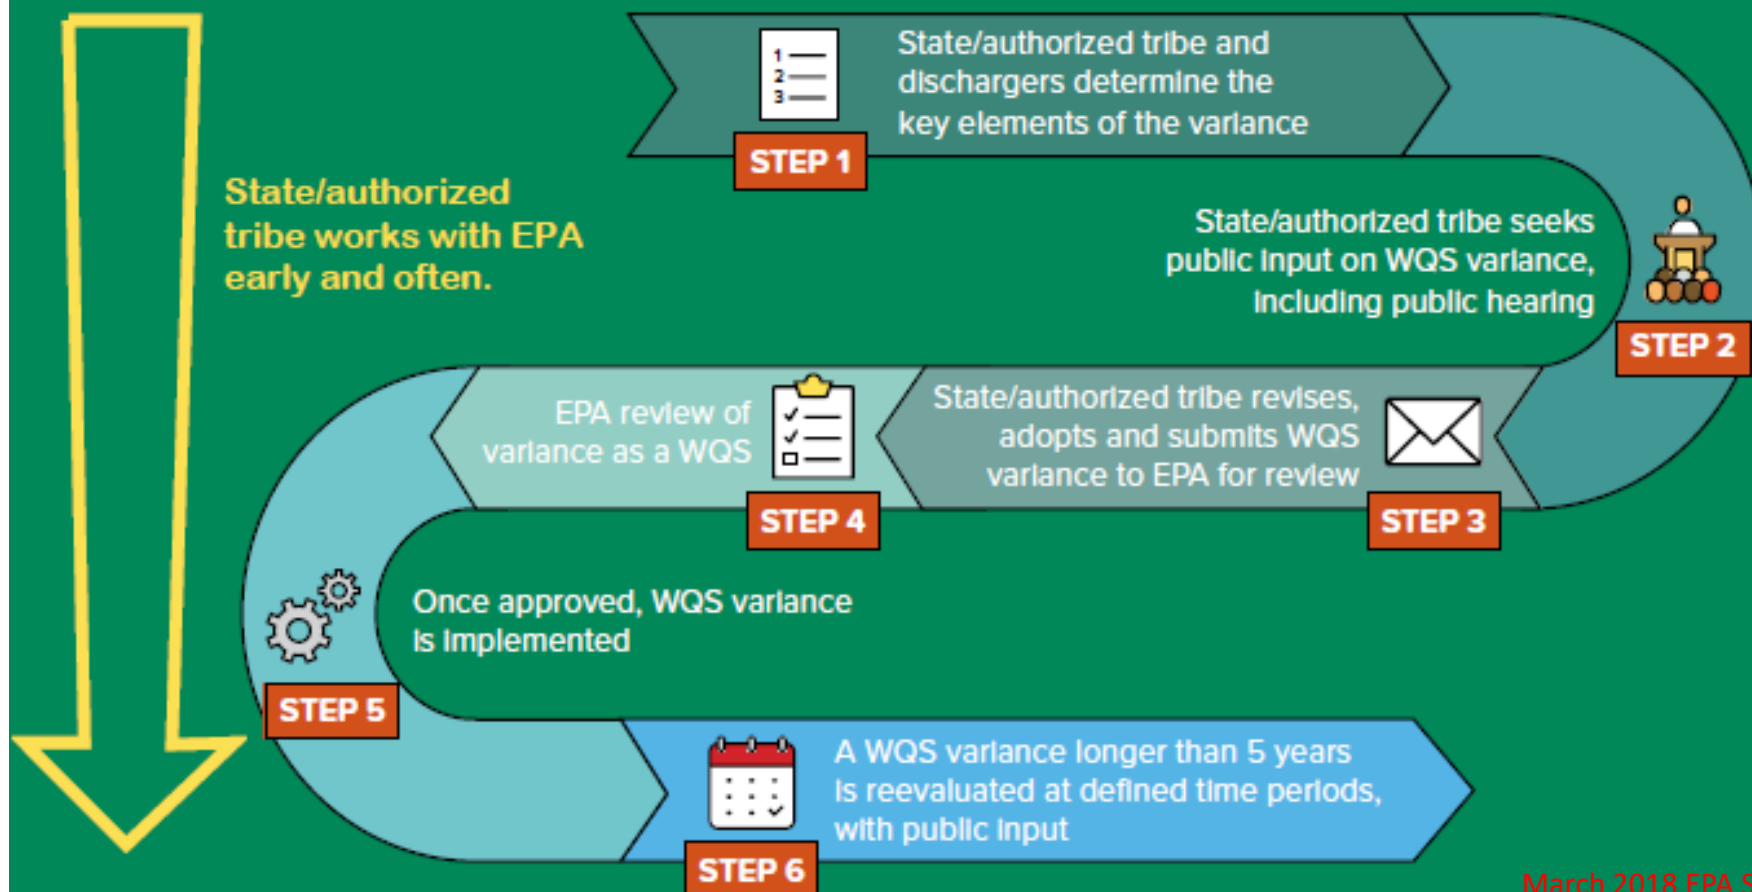 1
2
3
State/authorized tribe and
dischargers determine the
key elements of the variance
STEP 1
State/authorized
tribe works with EPA
early and often.
State/authorized tribe seeks
public input on WQS variance,
including public hearing
STEP 2
State/authorized tribe revises,
adopts and submits WQS
variance to EPA for review
STEP 3
EPA review of
variance as a WQS
STEP 4
Once approved, WQS variance
is implemented
STEP 5
A WQS variance longer than 5 years
is reevaluated at defined time periods,
with public input
STEP 6
March 2018 EPA S